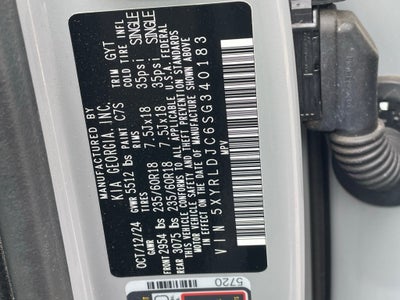 MANUFACTURED BY
KIA GEORGIA, INC.
OCT/12/24 GVWR 5512 lbs PAINT C7S TRIM GYT
GAWR TIRES RIMS COLD TIRE INFL
FRONT 2954 lbs 235/60R18 7.5Jx18 35psi SINGLE
REAR 3075 lbs 235/60R18 7.5Jx18 35psi SINGLE
THIS VEHICLE CONFORMS TO ALL APPLICABLE U.S.A. FEDERAL
MOTOR VEHICLE SAFETY AND THEFT PREVENTION STANDARDS
IN EFFECT ON THE DATE OF MANUFACTURE SHOWN ABOVE.
VIN 5XYRLDJC6SG340183
MPV
5720